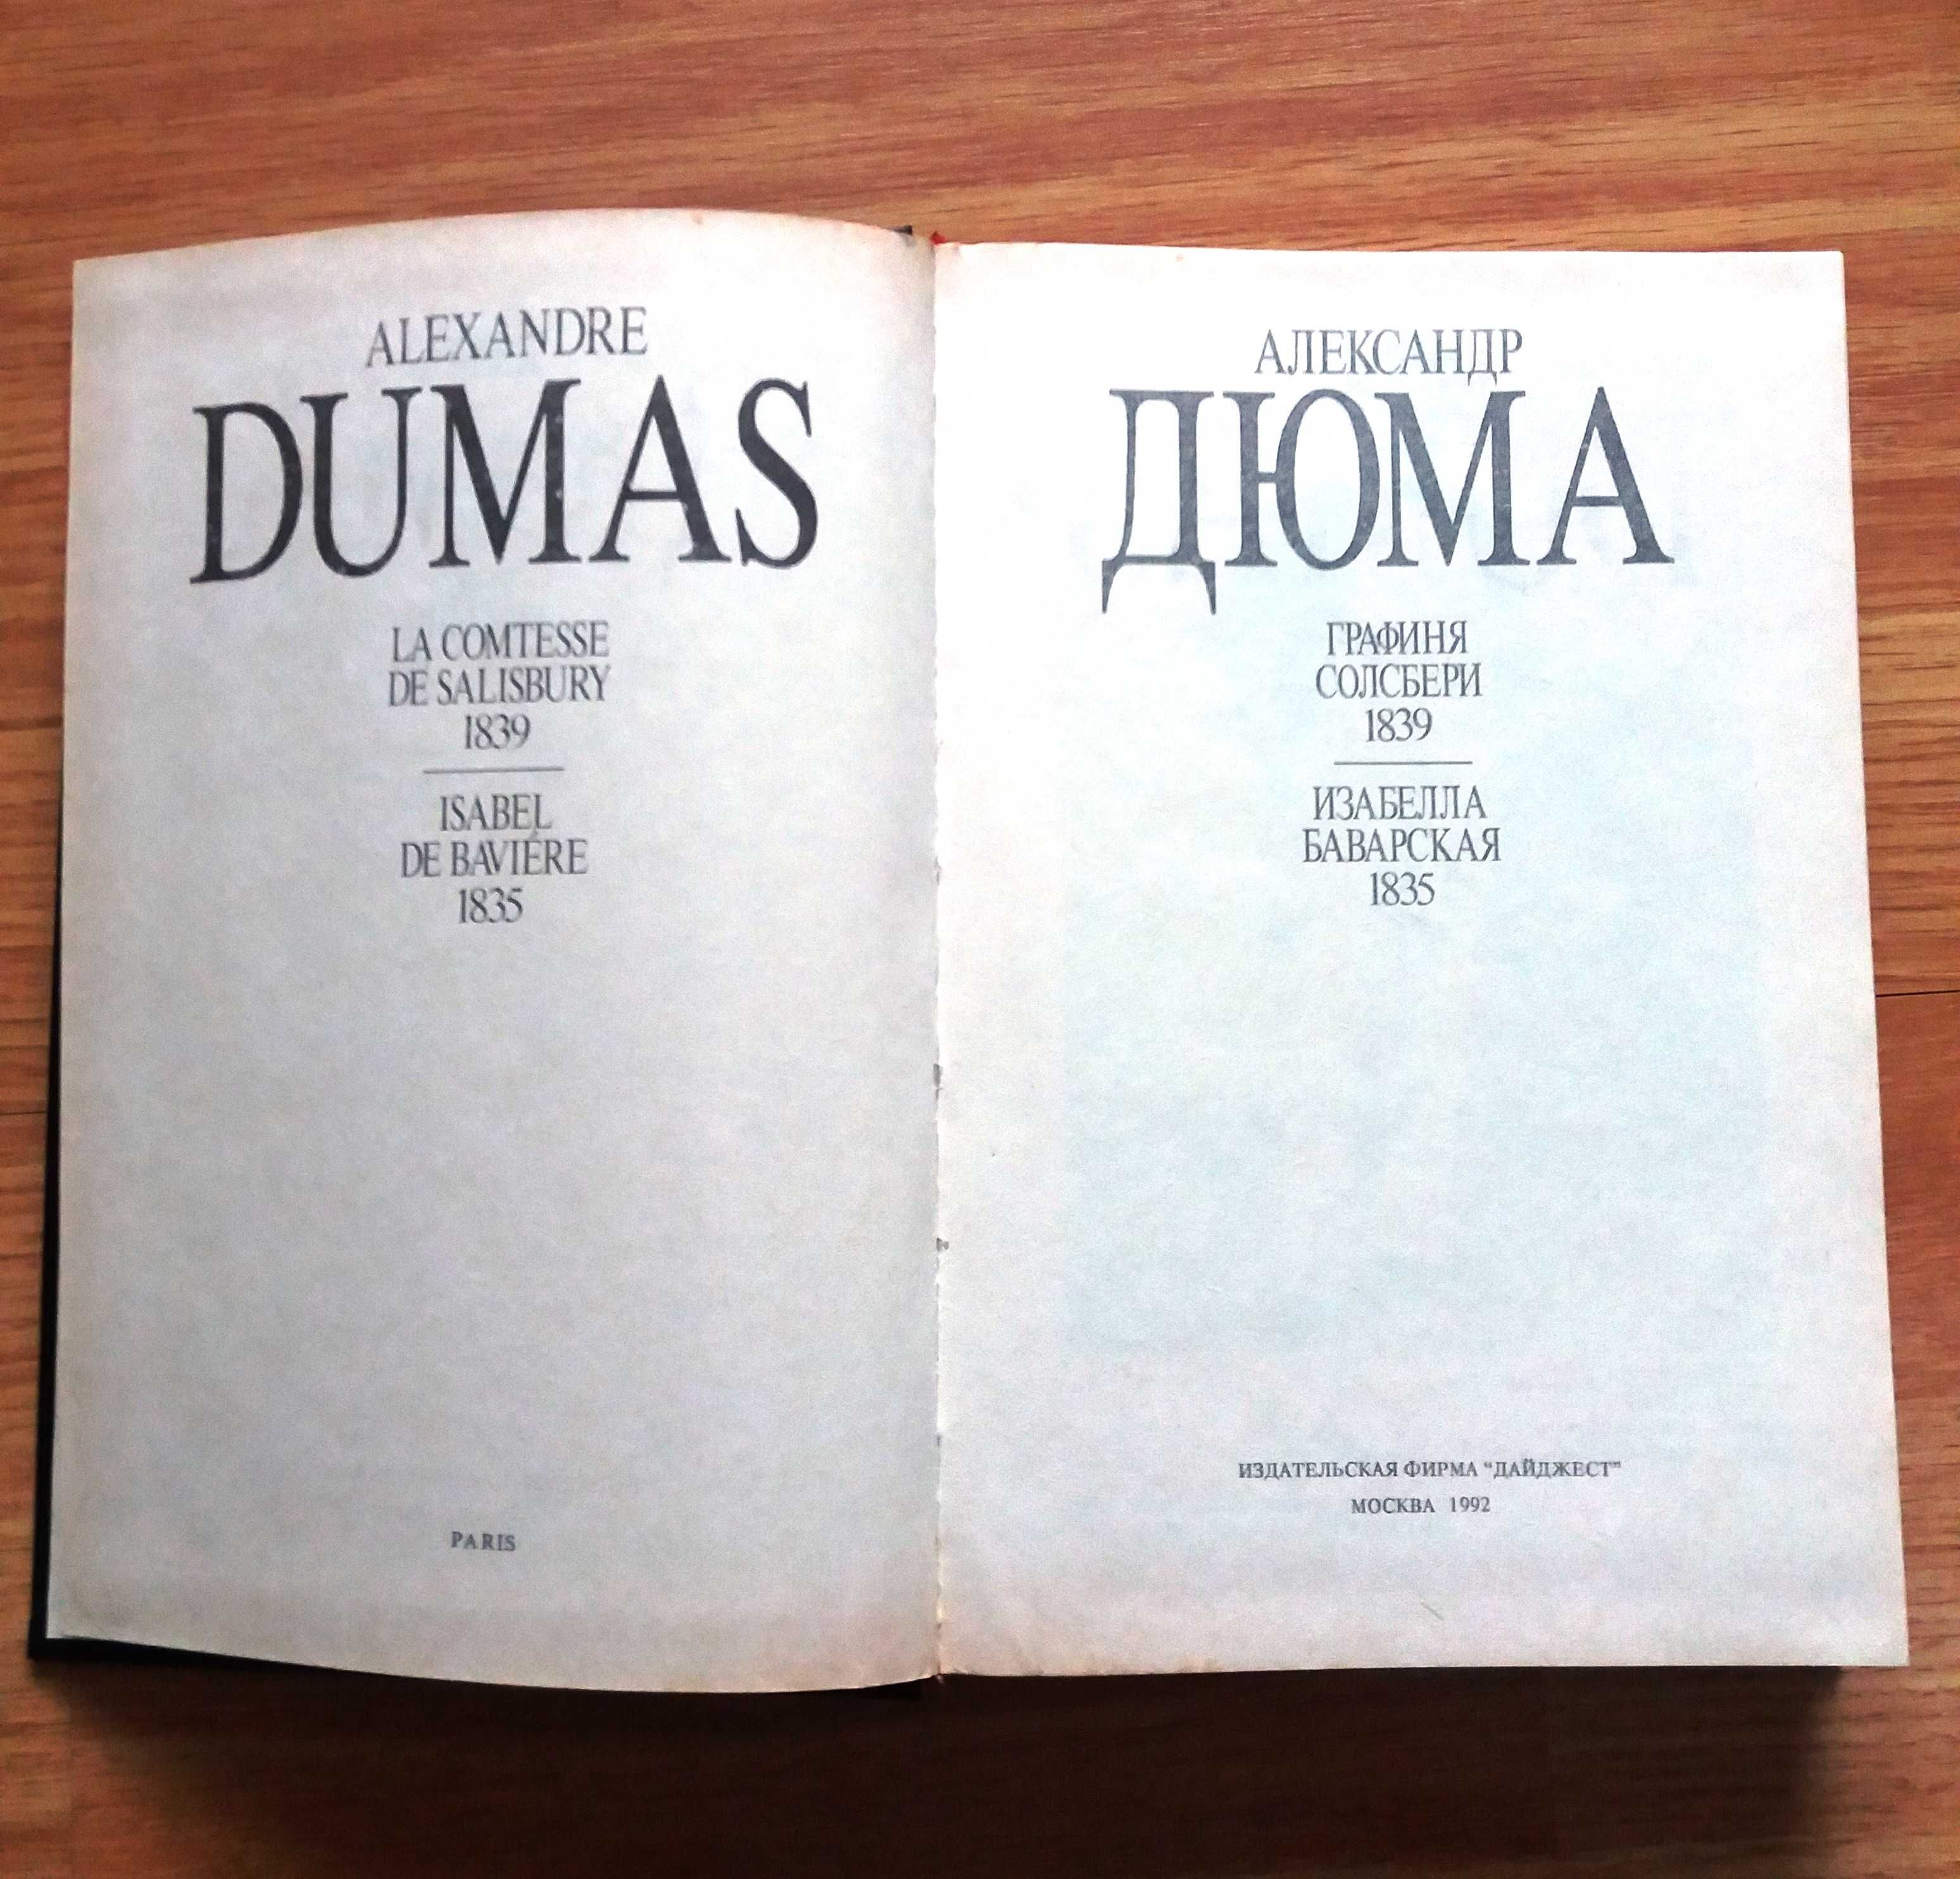 ALEXANDRE
DUMAS
LA COMTESSE
DE SALISBURY
1839
ISABEL
DE BAVIÉRE
1835
PARIS
АЛЕКСАНДР
ДЮМА
ГРАФИНЯ
СОЛСБЕРИ
1839
ИЗАБЕЛЛА
БАВАРСКАЯ
1835
ИЗДАТЕЛЬСКАЯ ФИРМА "ДАЙДЖЕСТ"
МОСКВА 1992